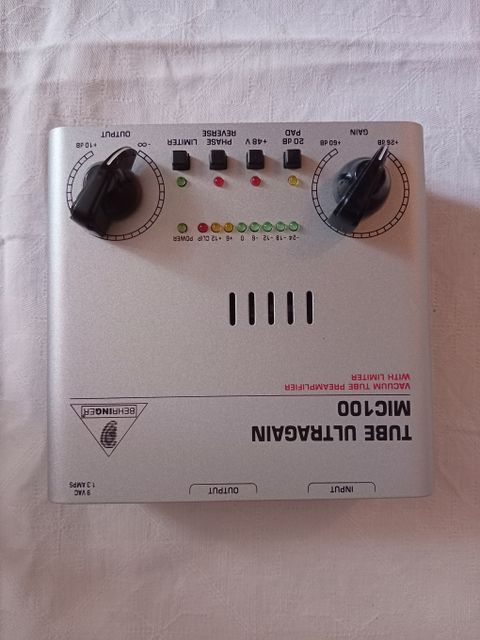 INPUT
OUTPUT
9 VAC
1.3 AMPS
TUBE ULTRAGAIN
MIC100
BEHRINGER
VACUUM TUBE PREAMPLIFIER
WITH LIMITER
-24 -18 -12 -6 0 +6 +12 CLIP POWER
+26 dB +60 dB
GAIN
20 dB
PAD
+48 V
PHASE
REVERSE
LIMITER
-∞ +10 dB
OUTPUT